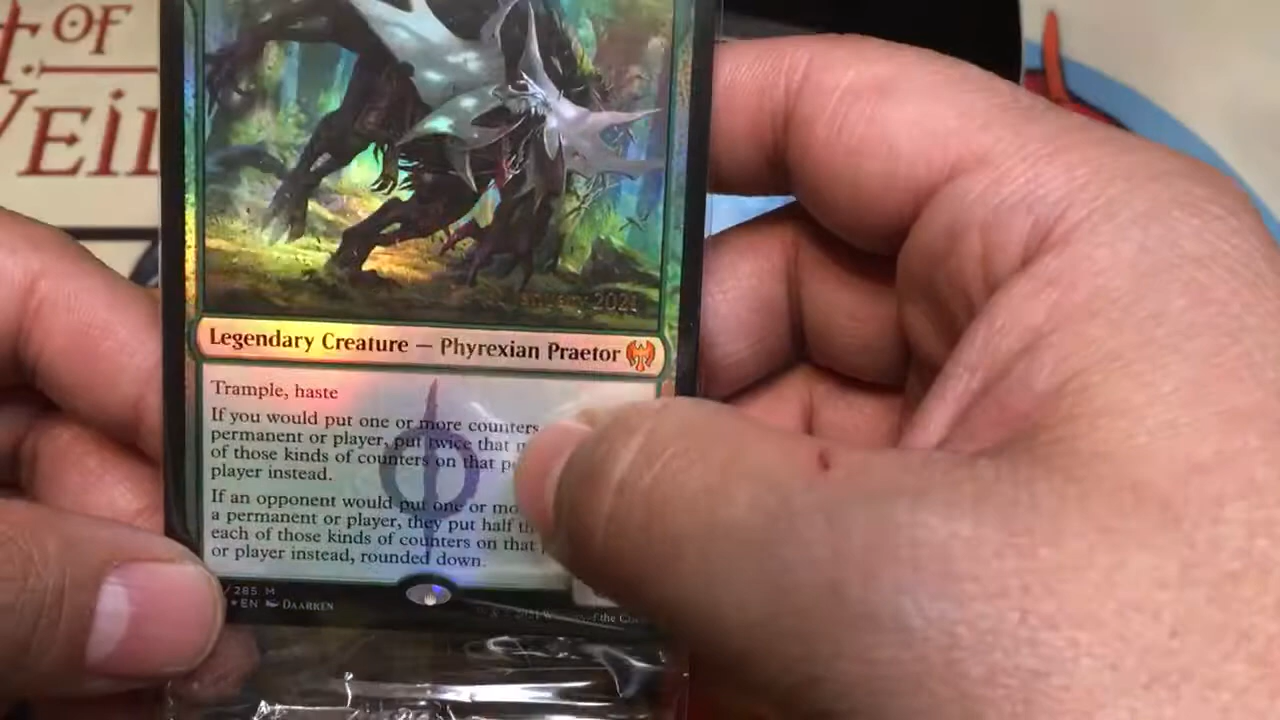 OF
VEIL
2021
Legendary Creature — Phyrexian Praetor
Trample, haste
If you would put one or more counters
permanent or player, put twice that
of those kinds of counters on that
player instead.
If an opponent would put one or
a permanent or player, they put half
each of those kinds of counters on that
or player instead, rounded down.
/285 M
EN DAARKEN
2021 of the